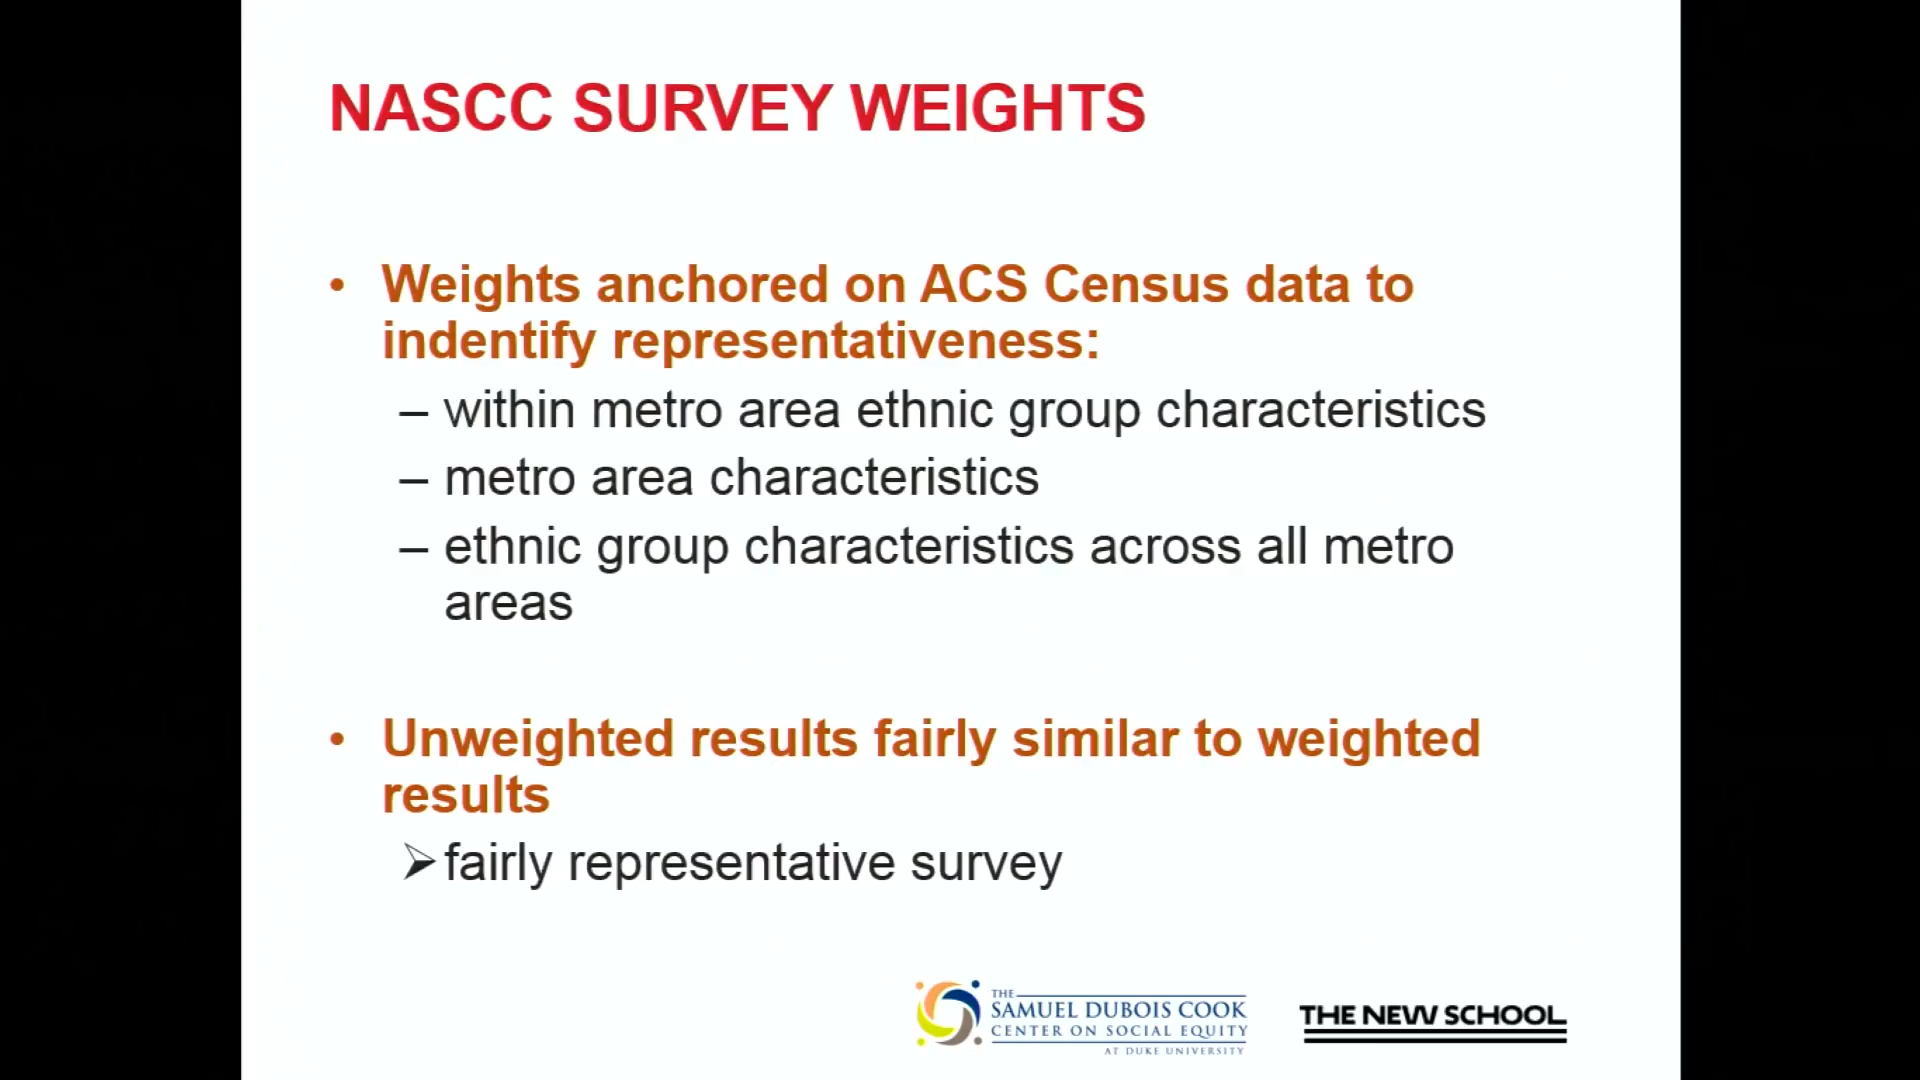 NASCC SURVEY WEIGHTS
• Weights anchored on ACS Census data to
indentify representativeness:
– within metro area ethnic group characteristics
– metro area characteristics
– ethnic group characteristics across all metro
areas
• Unweighted results fairly similar to weighted
results
➢ fairly representative survey
THE
SAMUEL DUBOIS COOK
CENTER ON SOCIAL EQUITY
AT DUKE UNIVERSITY
THE NEW SCHOOL